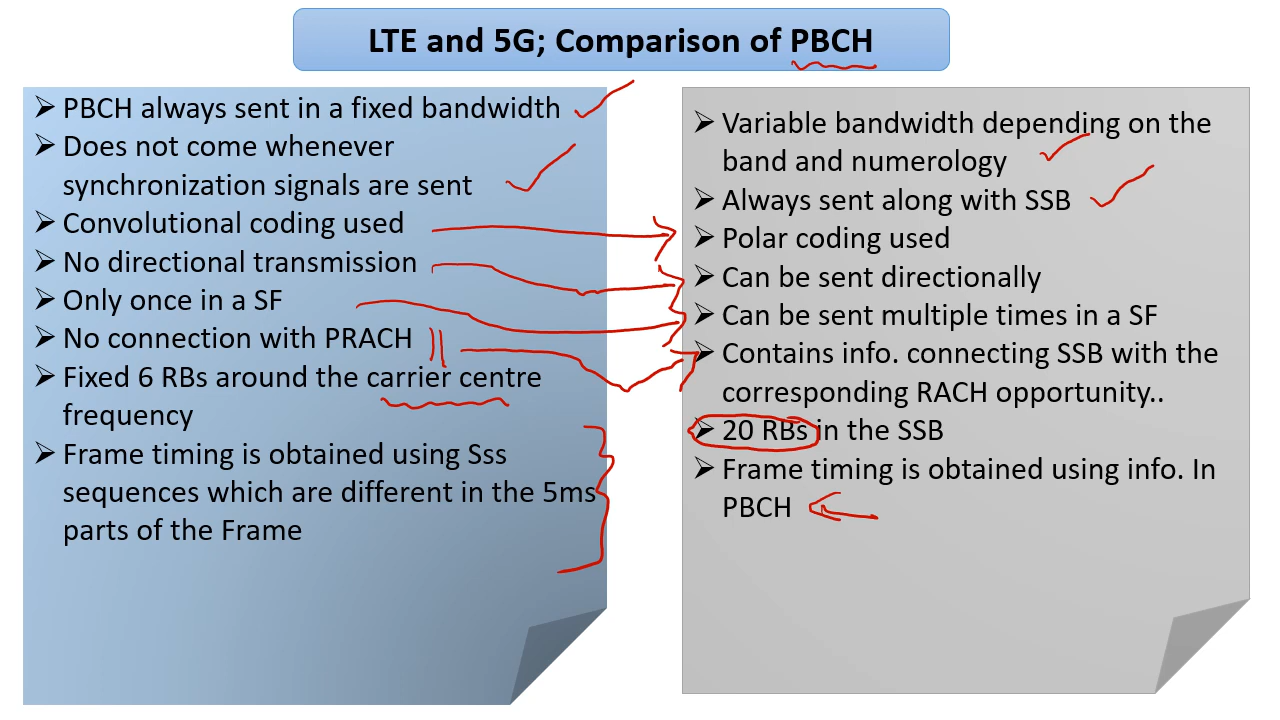 LTE and 5G; Comparison of PBCH
➢ PBCH always sent in a fixed bandwidth
➢ Does not come whenever
synchronization signals are sent
➢ Convolutional coding used
➢ No directional transmission
➢ Only once in a SF
➢ No connection with PRACH
➢ Fixed 6 RBs around the carrier centre
frequency
➢ Frame timing is obtained using Sss
sequences which are different in the 5ms
parts of the Frame
➢ Variable bandwidth depending on the
band and numerology
➢ Always sent along with SSB
➢ Polar coding used
➢ Can be sent directionally
➢ Can be sent multiple times in a SF
➢ Contains info. connecting SSB with the
corresponding RACH opportunity..
➢ 20 RBs in the SSB
➢ Frame timing is obtained using info. In
PBCH